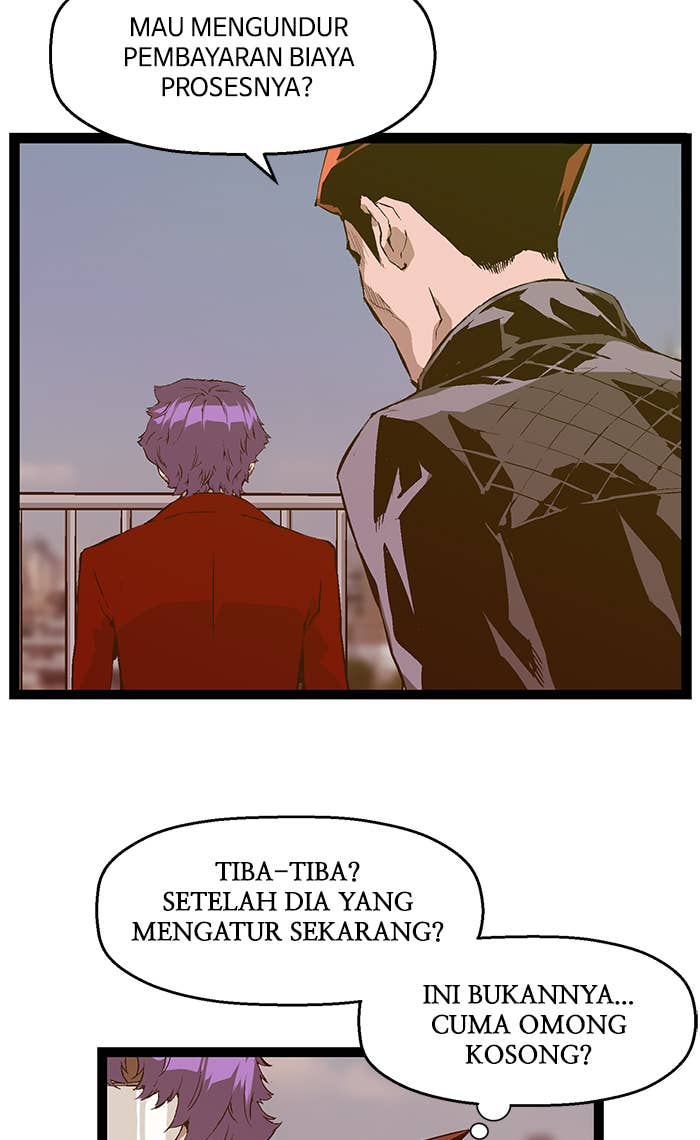 MAU MENGUNDUR
PEMBAYARAN BIAYA
PROSESNYA?
TIBA-TIBA?
SETELAH DIA YANG
MENGATUR SEKARANG?
INI BUKANNYA...
CUMA OMONG
KOSONG?